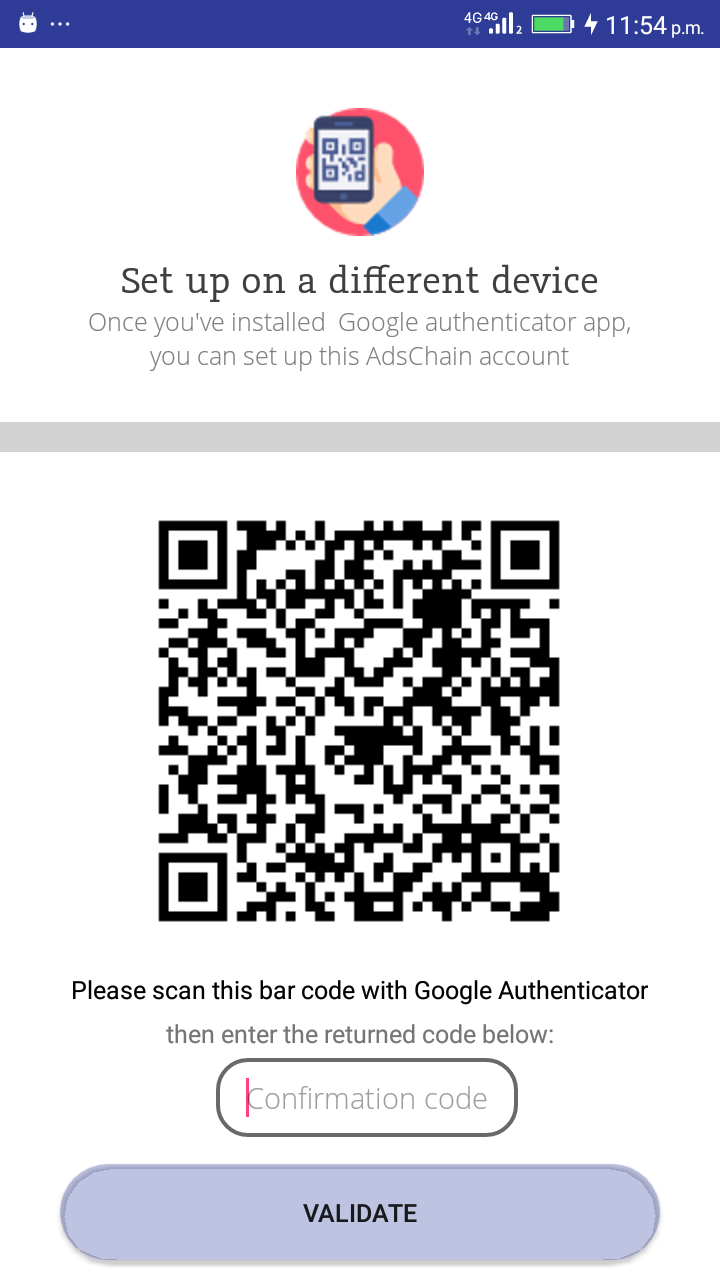 4G 4G 2 11:54 p.m.
Set up on a different device
Once you've installed  Google authenticator app,
you can set up this AdsChain account
Please scan this bar code with Google Authenticator
then enter the returned code below:
Confirmation code
VALIDATE